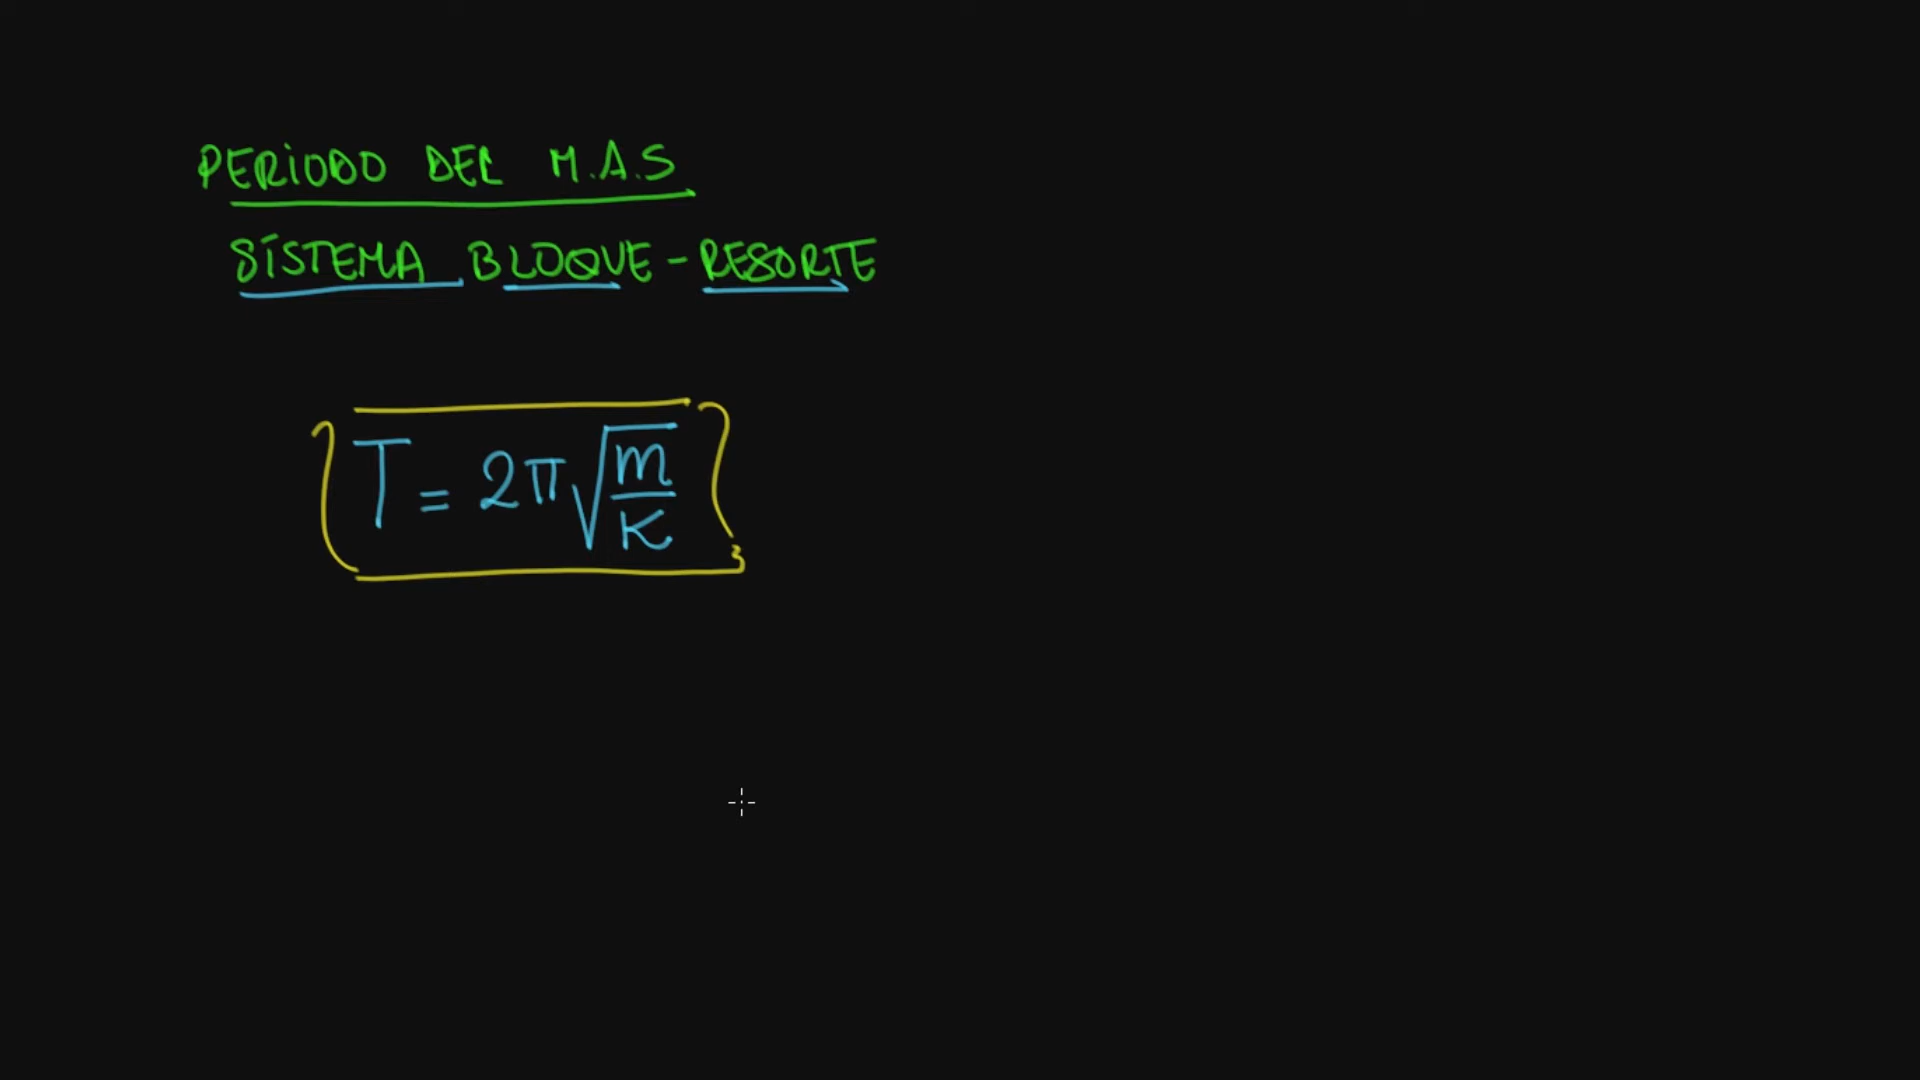 PERIODO DEL M.A.S
SISTEMA BLOQUE-RESORTE
T = 2π√(m/K)